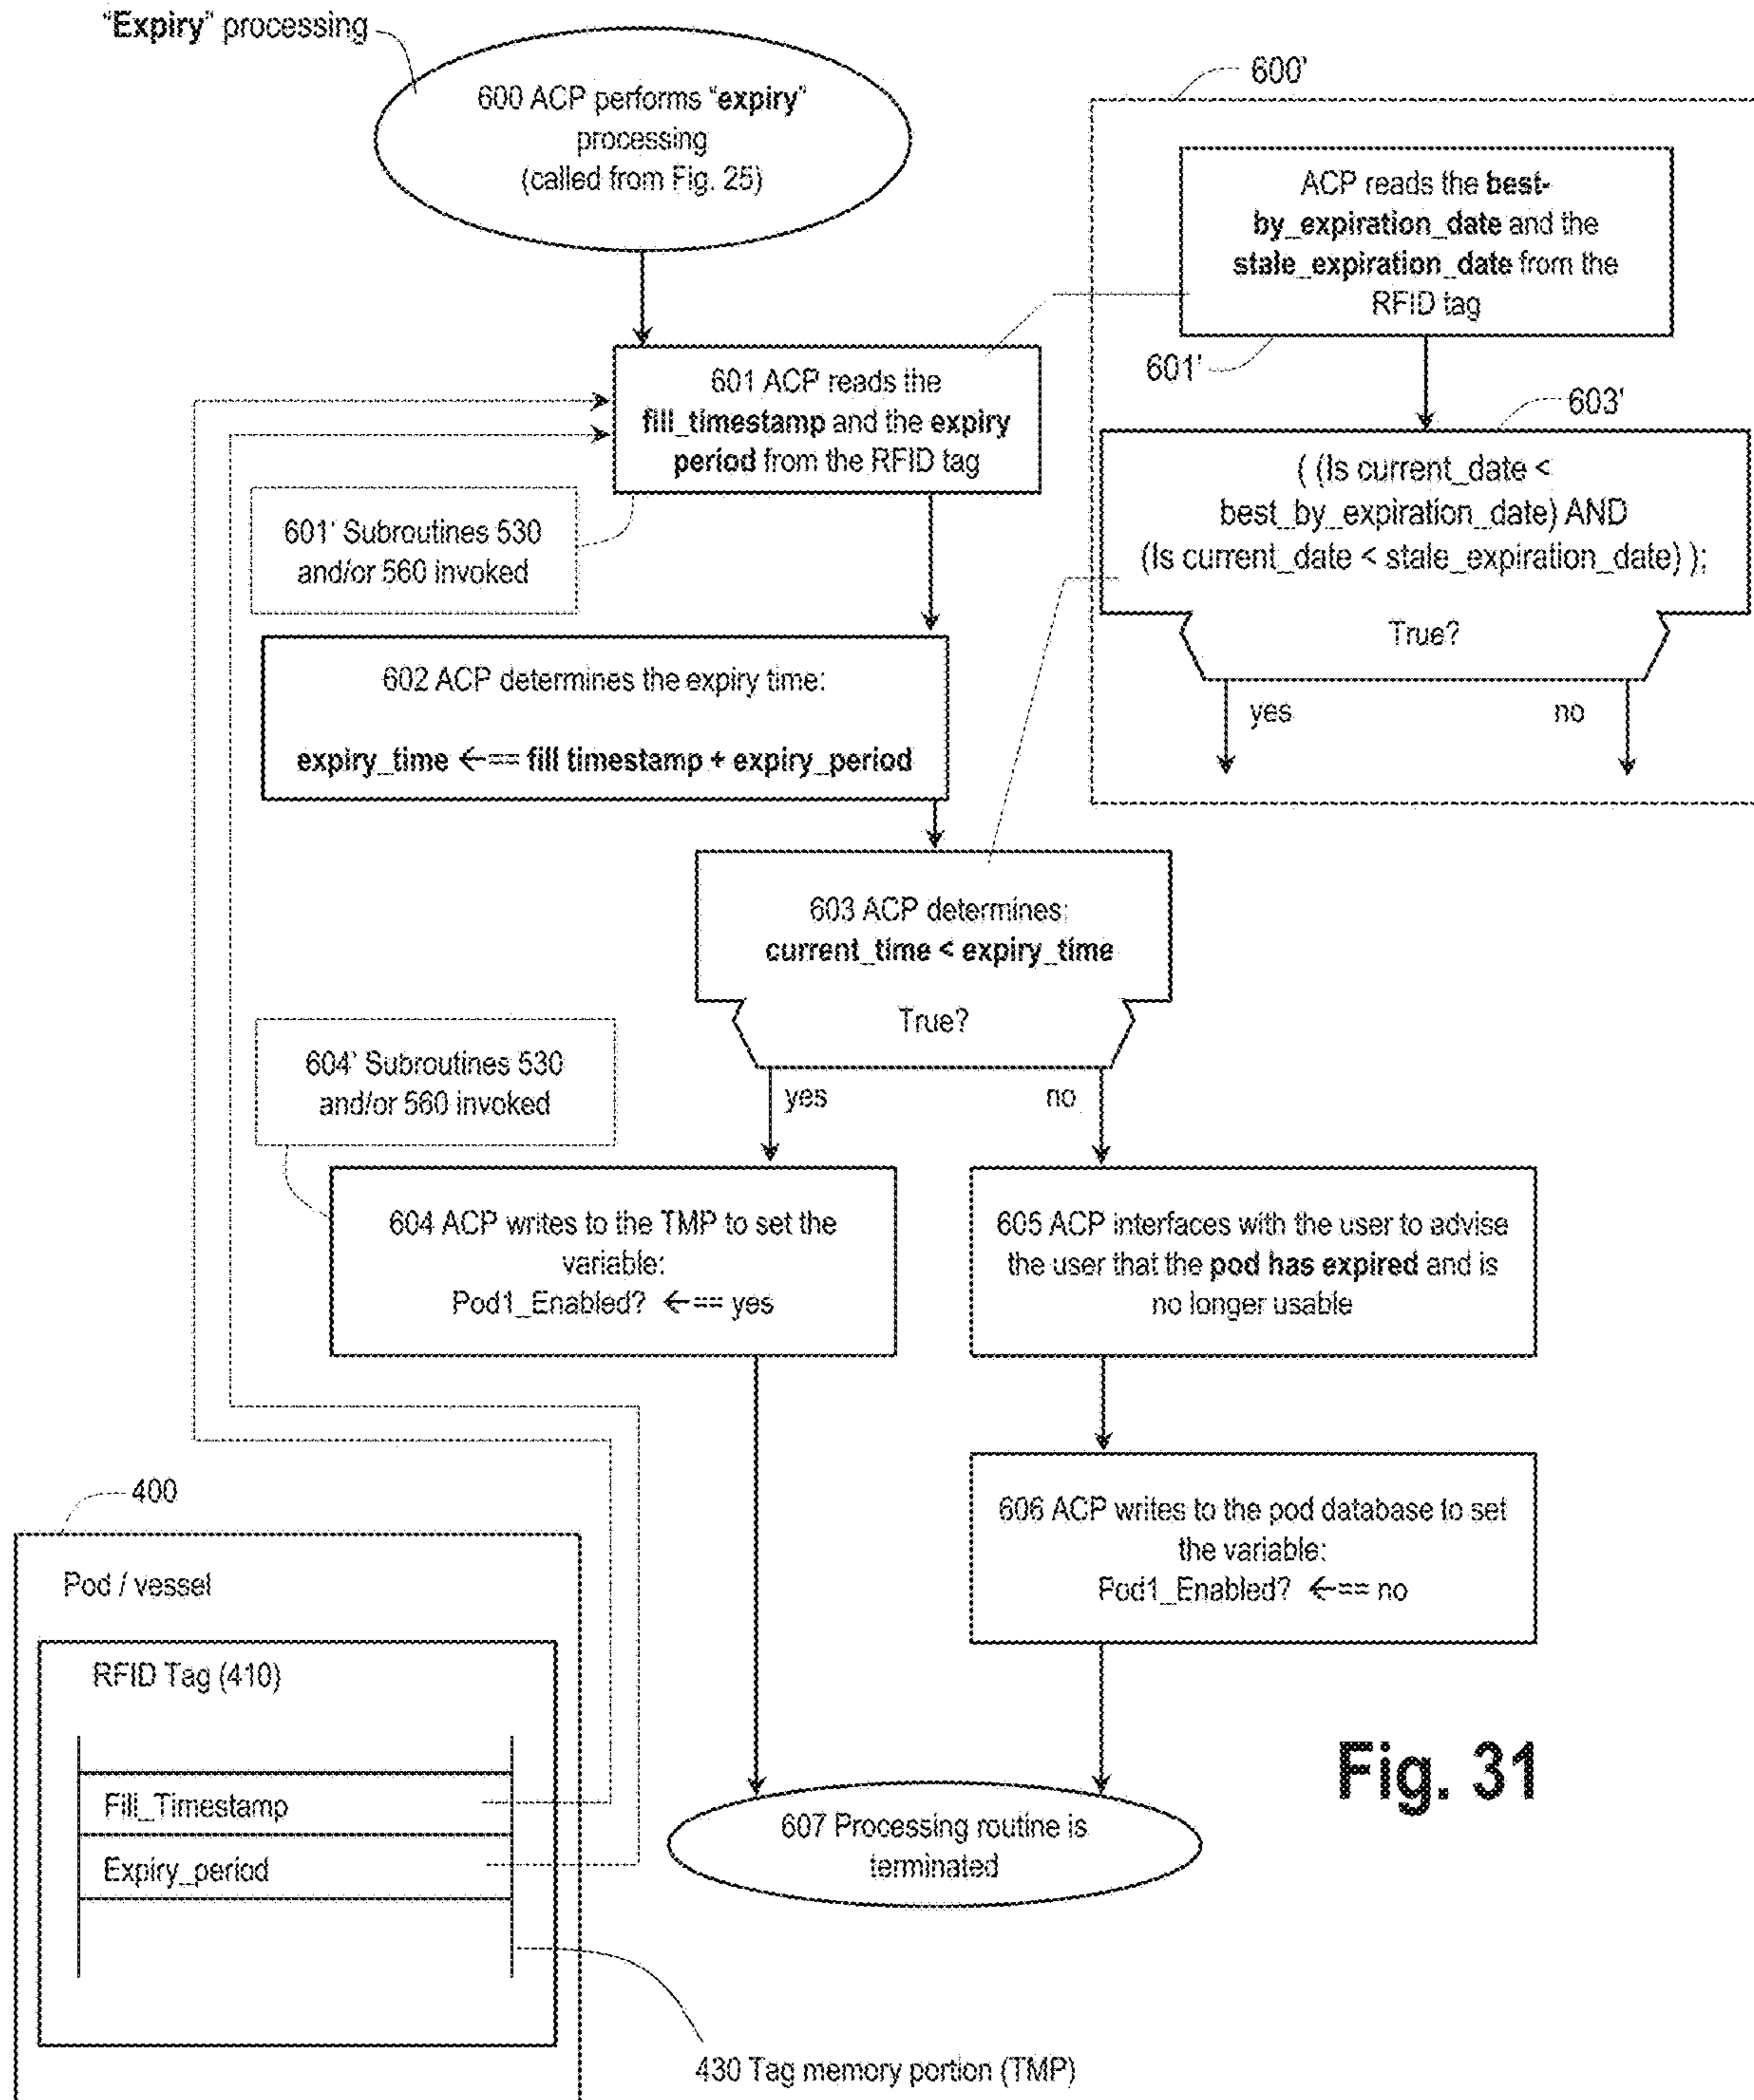 "Expiry" processing
600 ACP performs "expiry"
processing
(called from Fig. 25)
600'
ACP reads the best-
by_expiration_date and the
stale_expiration_date from the
RFID tag
601'
603'
( (Is current_date <
best_by_expiration_date) AND
(Is current_date < stale_expiration_date) );
True?
yes
no
601 ACP reads the
fill_timestamp and the expiry
period from the RFID tag
601' Subroutines 530
and/or 560 invoked
602 ACP determines the expiry time:
expiry_time ←== fill timestamp + expiry_period
603 ACP determines:
current_time < expiry_time
True?
yes
no
604' Subroutines 530
and/or 560 invoked
604 ACP writes to the TMP to set the
variable:
Pod1_Enabled? ←== yes
605 ACP interfaces with the user to advise
the user that the pod has expired and is
no longer usable
606 ACP writes to the pod database to set
the variable:
Pod1_Enabled? ←== no
607 Processing routine is
terminated
400
Pod / vessel
RFID Tag (410)
Fill_Timestamp
Expiry_period
430 Tag memory portion (TMP)
Fig. 31